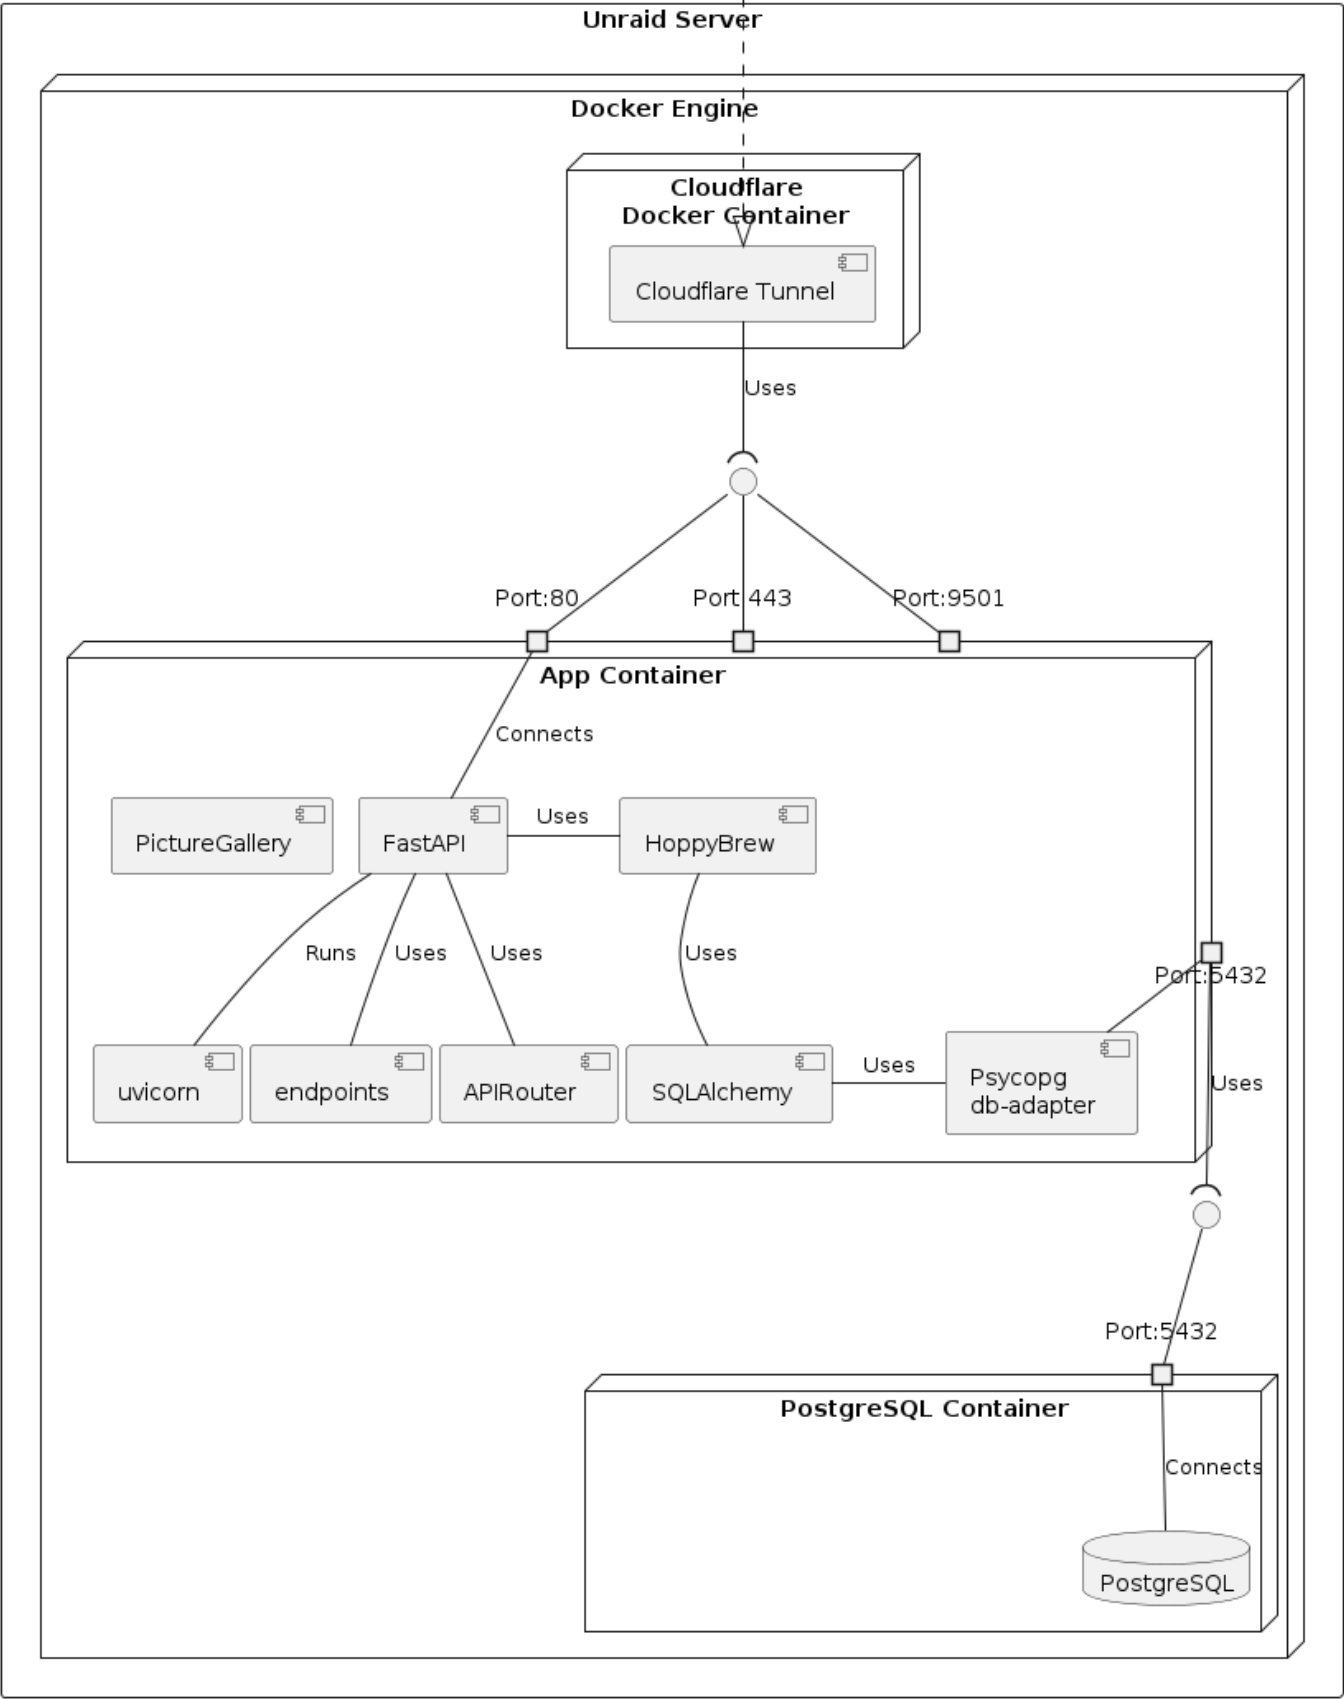 Unraid Server
Docker Engine
Cloudflare
Docker Container
Cloudflare Tunnel
Uses
Port:80
Port:443
Port:9501
App Container
Connects
PictureGallery
FastAPI
Uses
HoppyBrew
Runs
Uses
Uses
Uses
Port:5432
uvicorn
endpoints
APIRouter
SQLAlchemy
Uses
Psycopg
db-adapter
Uses
Port:5432
PostgreSQL Container
Connects
PostgreSQL